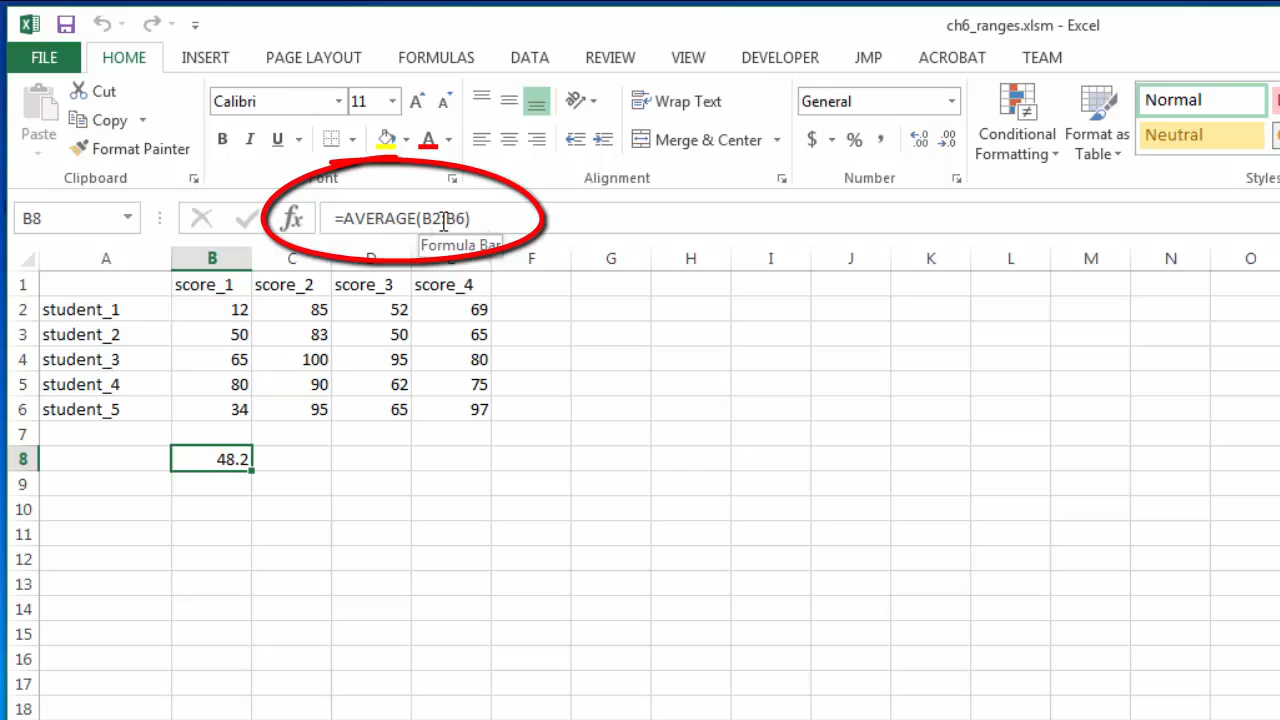 ch6_ranges.xlsm - Excel
FILE HOME INSERT PAGE LAYOUT FORMULAS DATA REVIEW VIEW DEVELOPER JMP ACROBAT TEAM
Paste
Cut
Copy
Format Painter
Clipboard
Calibri 11
B I U A
Font
Wrap Text
Merge & Center
Alignment
General
$ % ,
Number
Conditional Formatting
Format as Table
Normal
Neutral
Styles
B8 fx =AVERAGE(B2:B6)
Formula Bar
A B C D E F G H I J K L M N O
1 score_1 score_2 score_3 score_4
2 student_1 12 85 52 69
3 student_2 50 83 50 65
4 student_3 65 100 95 80
5 student_4 80 90 62 75
6 student_5 34 95 65 97
7
8 48.2
9
10
11
12
13
14
15
16
17
18